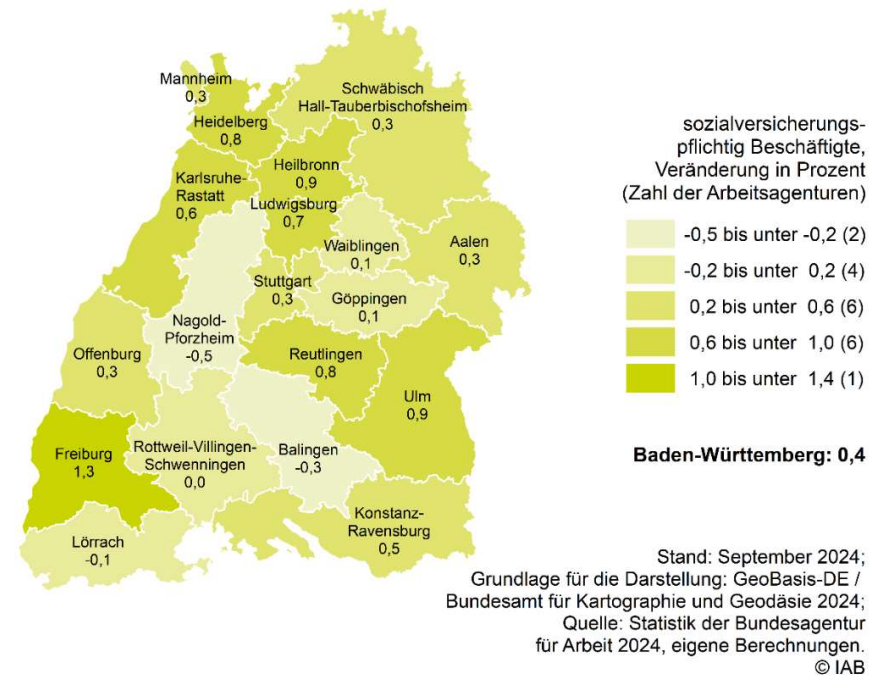 Mannheim
0,3
Schwäbisch
Hall-Tauberbischofsheim
0,3
Heidelberg
0,8
Heilbronn
0,9
Karlsruhe-
Rastatt
0,6
Ludwigsburg
0,7
Waiblingen
0,1
Aalen
0,3
Stuttgart
0,3
Göppingen
0,1
Nagold-
Pforzheim
-0,5
Offenburg
0,3
Reutlingen
0,8
Ulm
0,9
Freiburg
1,3
Rottweil-Villingen-
Schwenningen
0,0
Balingen
-0,3
Konstanz-
Ravensburg
0,5
Lörrach
-0,1
sozialversicherungs-
pflichtig Beschäftigte,
Veränderung in Prozent
(Zahl der Arbeitsagenturen)
-0,5 bis unter -0,2 (2)
-0,2 bis unter 0,2 (4)
0,2 bis unter 0,6 (6)
0,6 bis unter 1,0 (6)
1,0 bis unter 1,4 (1)
Baden-Württemberg: 0,4
Stand: September 2024;
Grundlage für die Darstellung: GeoBasis-DE /
Bundesamt für Kartographie und Geodäsie 2024;
Quelle: Statistik der Bundesagentur
für Arbeit 2024, eigene Berechnungen.
© IAB